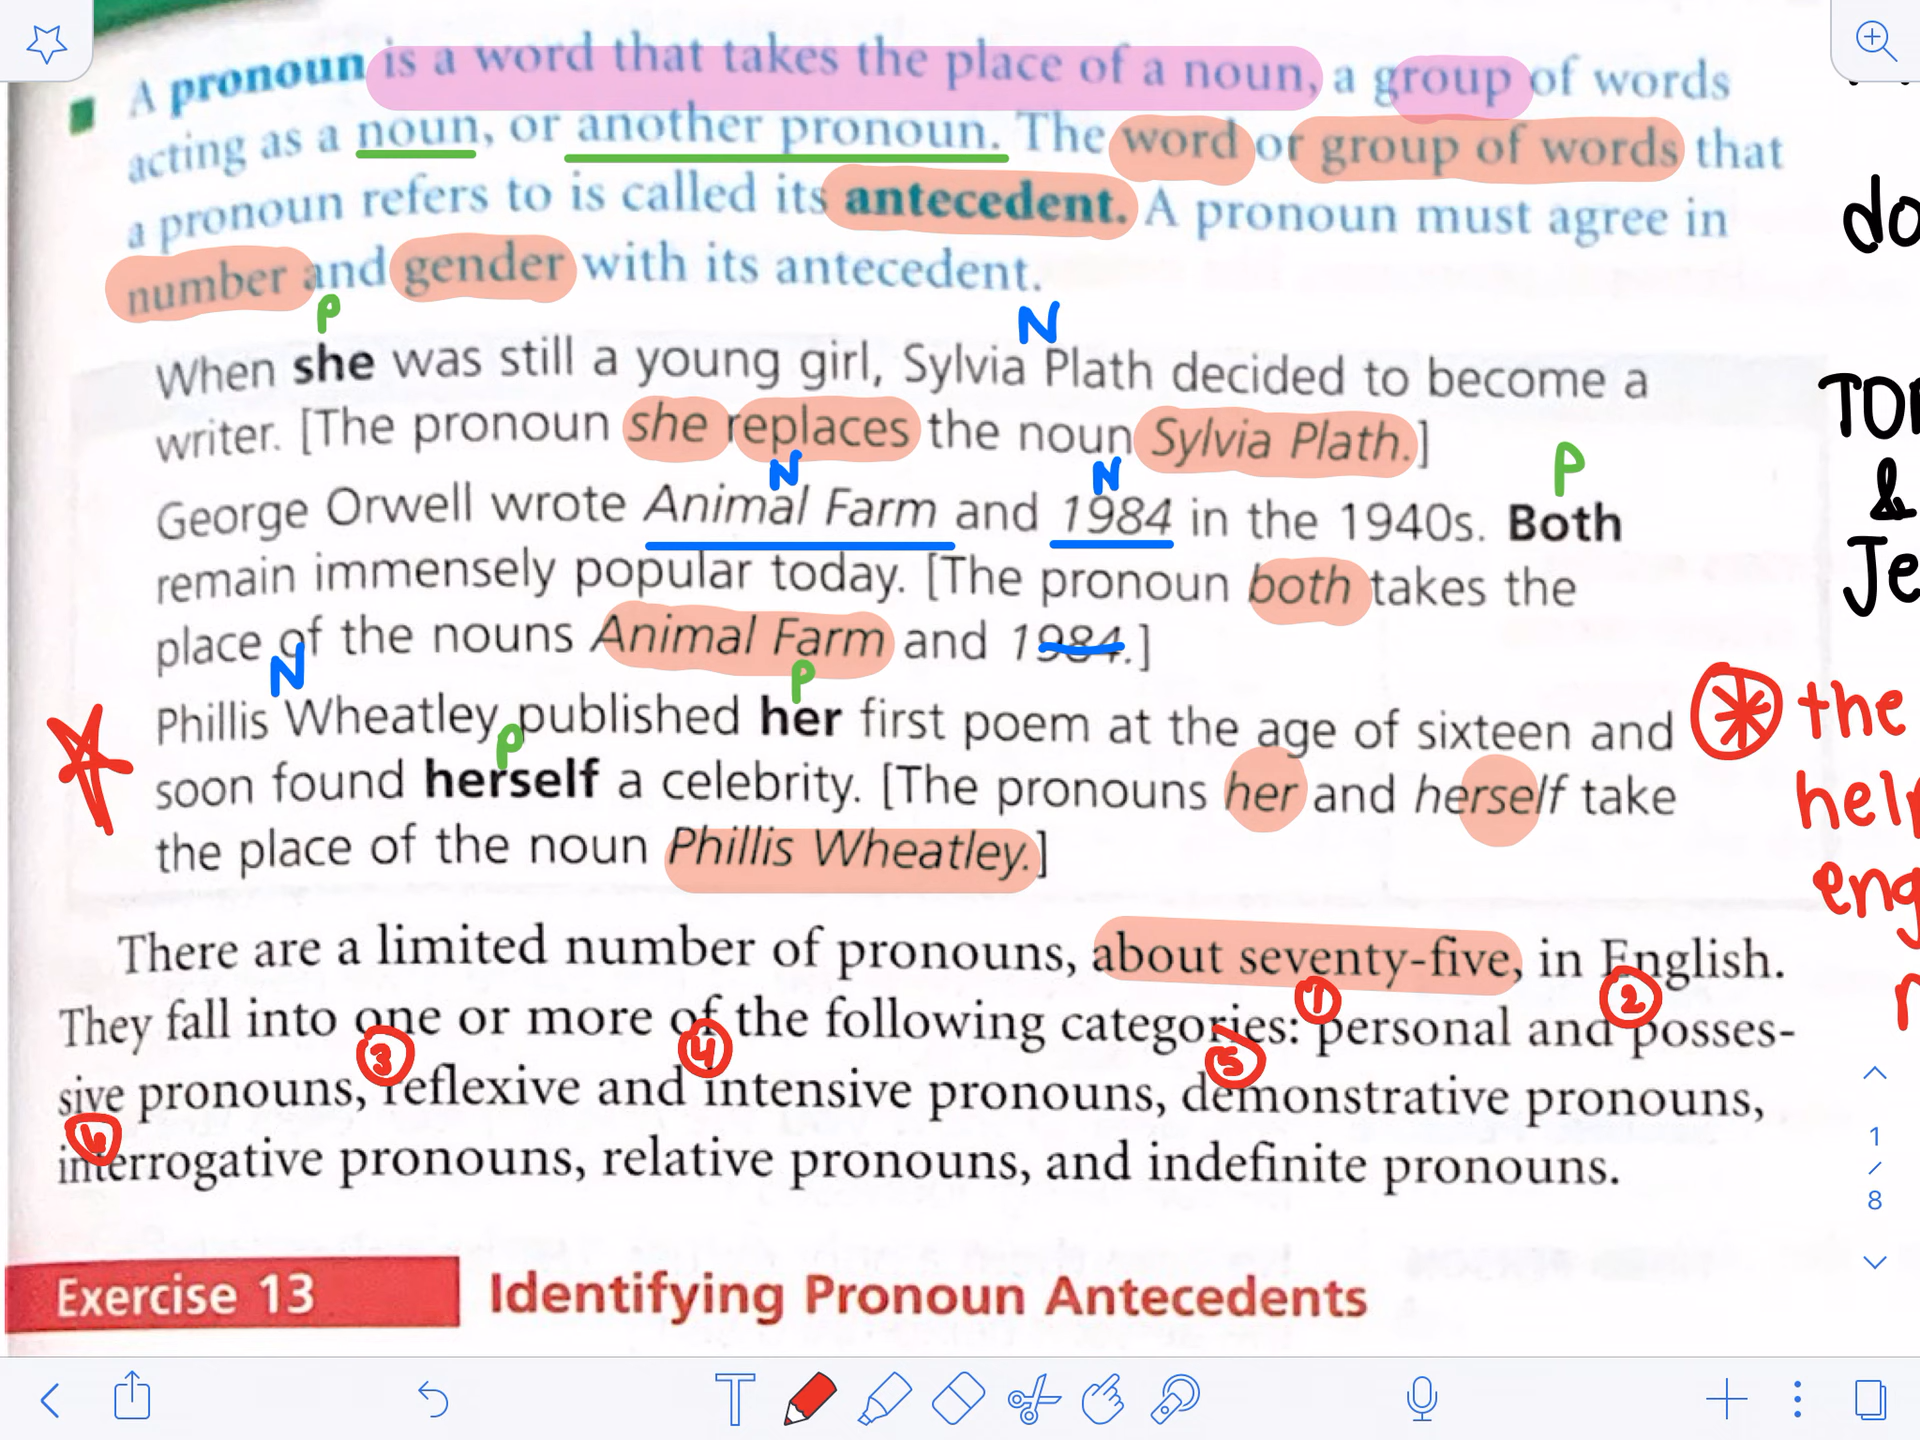 A pronoun is a word that takes the place of a noun, a group of words
acting as a noun, or another pronoun. The word or group of words that
a pronoun refers to is called its antecedent. A pronoun must agree in
number and gender with its antecedent.
P
N
When she was still a young girl, Sylvia Plath decided to become a
writer. [The pronoun she replaces the noun Sylvia Plath.]
N
N
P
George Orwell wrote Animal Farm and 1984 in the 1940s. Both
remain immensely popular today. [The pronoun both takes the
place of the nouns Animal Farm and 1984.]
N
P
Phillis Wheatley published her first poem at the age of sixteen and
P
soon found herself a celebrity. [The pronouns her and herself take
the place of the noun Phillis Wheatley.]
There are a limited number of pronouns, about seventy-five, in English.
1
2
They fall into one or more of the following categories: personal and posses-
3
4
5
sive pronouns, reflexive and intensive pronouns, demonstrative pronouns,
6
interrogative pronouns, relative pronouns, and indefinite pronouns.
Exercise 13 Identifying Pronoun Antecedents
do
&
Je
the
help
eng
1
/
8
T